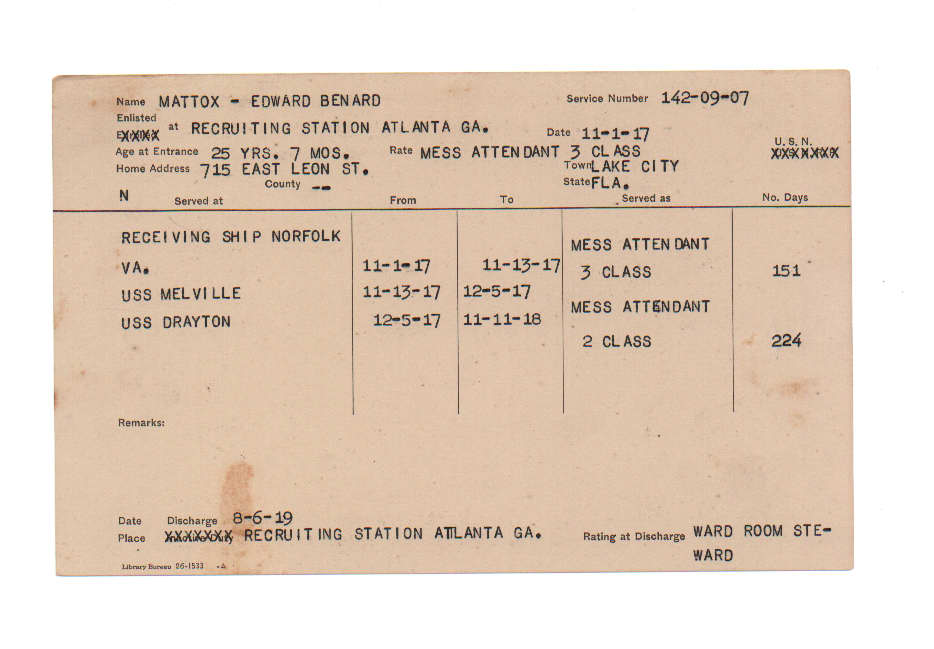 Name MATTOX - EDWARD BENARD Service Number 142-09-07
Enlisted
at RECRUITING STATION ATLANTA GA. Date 11-1-17
U. S. N.
Age at Entrance 25 YRS. 7 MOS. Rate MESS ATTENDANT 3 CLASS XXXXXXX
Home Address 715 EAST LEON ST. Town LAKE CITY
County -- State FLA.
N Served at From To Served as No. Days
RECEIVING SHIP NORFOLK MESS ATTENDANT
VA. 11-1-17 11-13-17 3 CLASS 151
USS MELVILLE 11-13-17 12-5-17 MESS ATTENDANT
USS DRAYTON 12-5-17 11-11-18
2 CLASS 224
Remarks:
Date Discharge 8-6-19
Place XXXXXXX RECRUITING STATION ATLANTA GA. Rating at Discharge WARD ROOM STE-
WARD
Library Bureau 26-1533